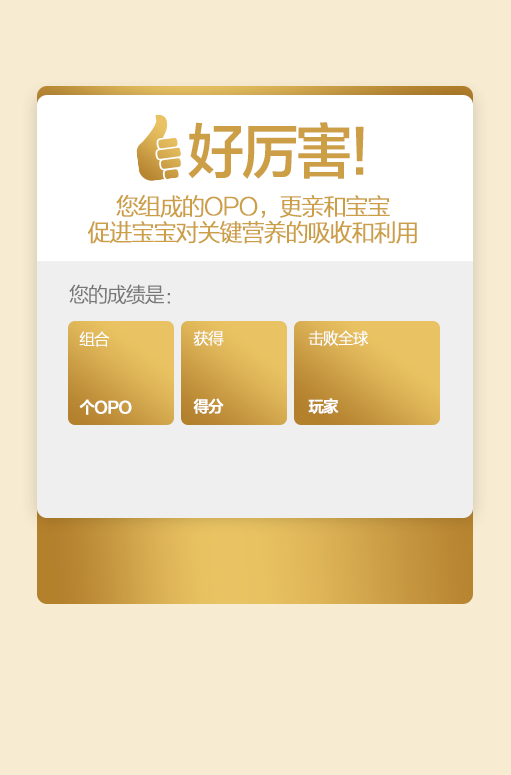 好厉害!
您组成的OPO，更亲和宝宝
促进宝宝对关键营养的吸收和利用
您的成绩是：
组合
个OPO
获得
得分
击败全球
玩家